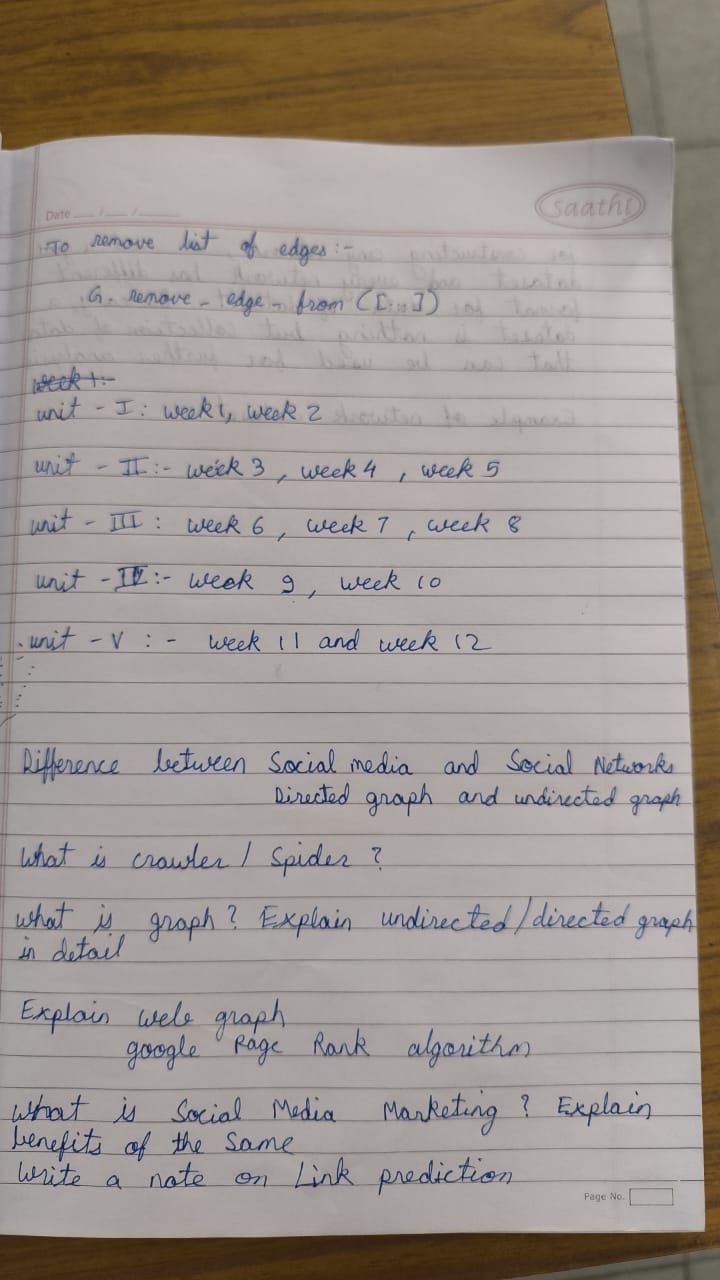 Date __/__/__
saathi
To remove list of edges :-
G. remove - edge - from ([...])
week 1:-
unit - I : week 1, week 2
unit - II :- week 3 , week 4 , week 5
unit - III : week 6 , week 7 , week 8
unit - IV :- week 9 , week 10
unit - V : - week 11 and week 12
Difference between Social media and Social Networks
Directed graph and undirected graph
What is crawler / Spider ?
what is graph? Explain undirected/directed graph
in detail
Explain web graph
google Page Rank algorithm
What is Social Media Marketing ? Explain
benefits of the same
Write a note on Link prediction
Page No.